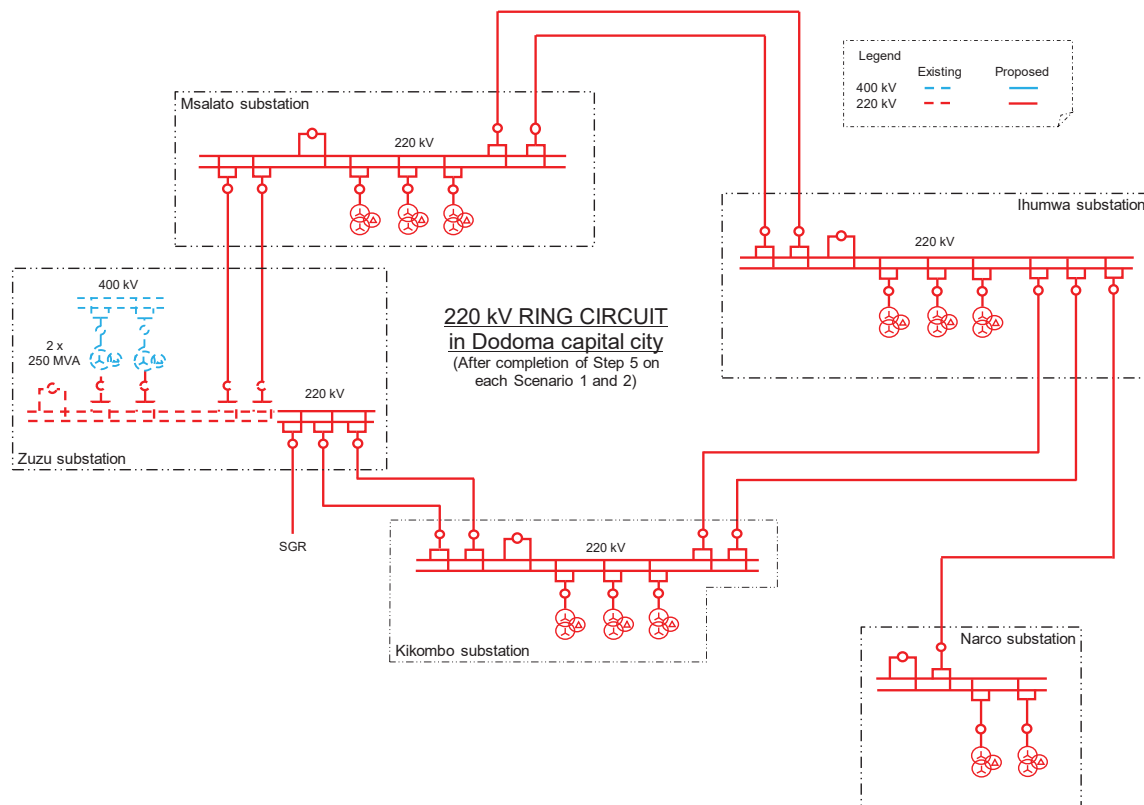 Legend
Existing Proposed
400 kV
220 kV
Msalato substation
220 kV
Ihumwa substation
220 kV
400 kV
2 x
250 MVA
220 kV
Zuzu substation
220 kV RING CIRCUIT
in Dodoma capital city
(After completion of Step 5 on
each Scenario 1 and 2)
SGR
220 kV
Kikombo substation
Narco substation